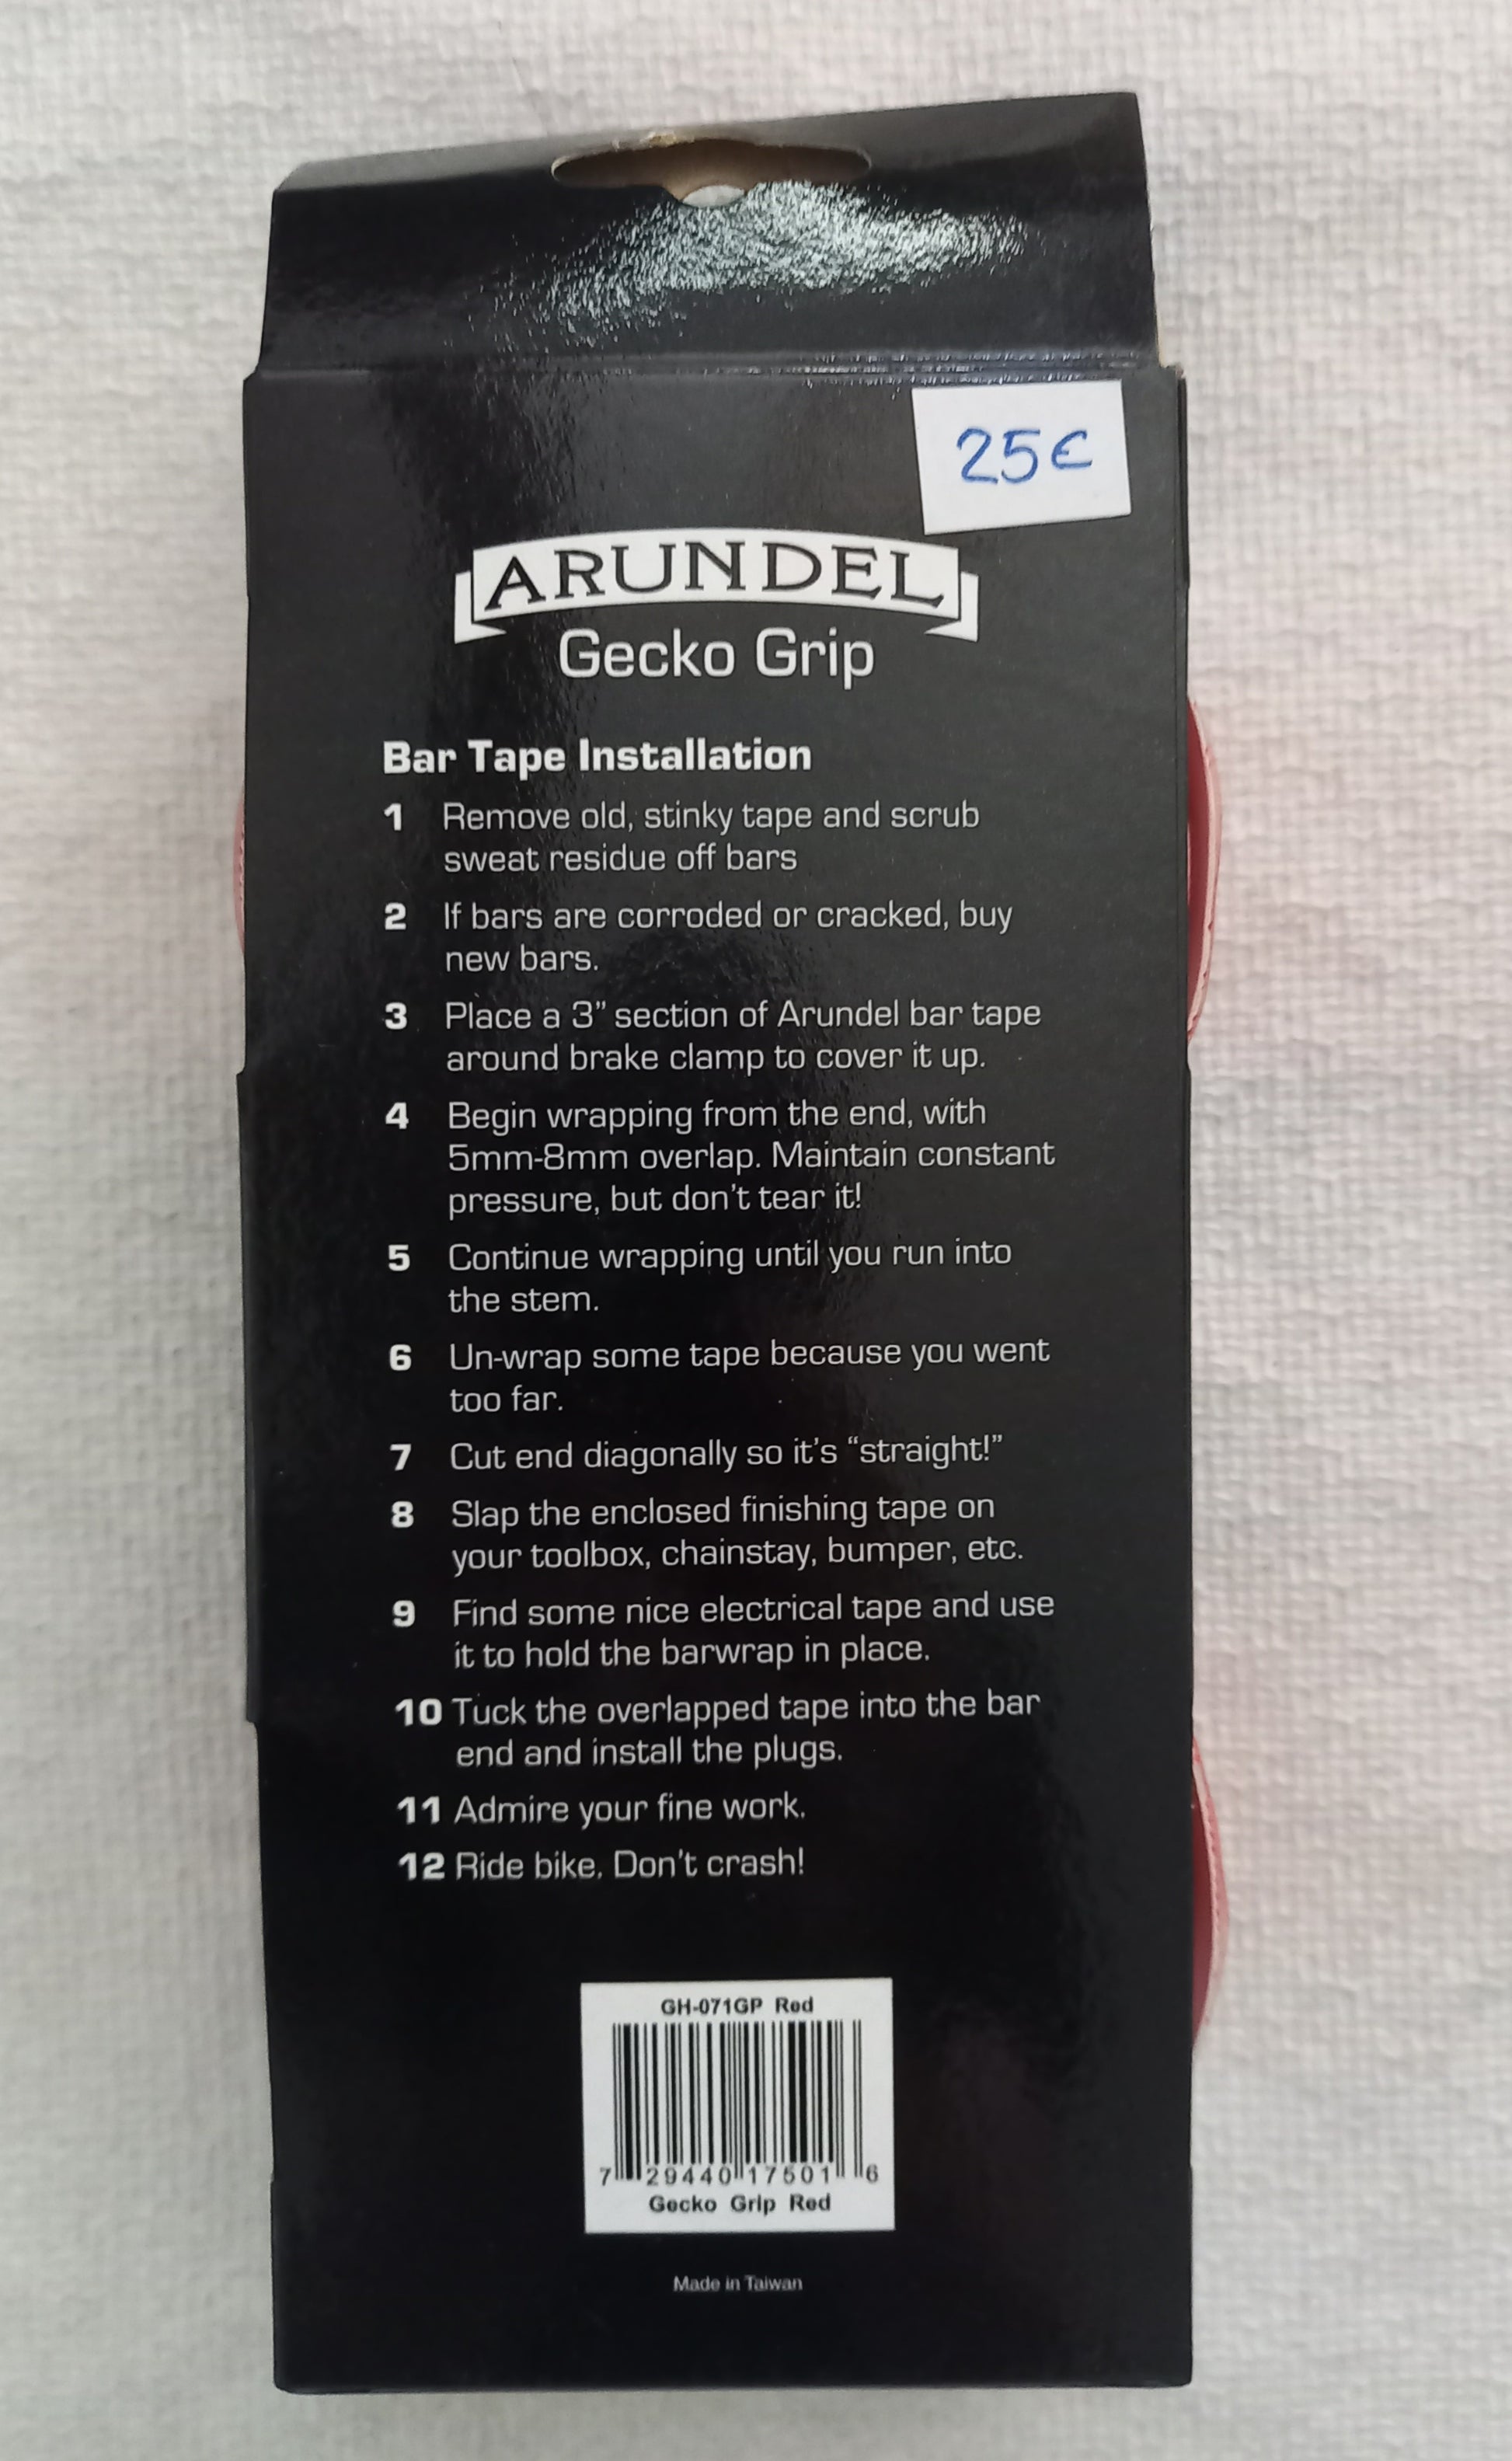 25€
ARUNDEL
Gecko Grip
Bar Tape Installation
1 Remove old, stinky tape and scrub
sweat residue off bars
2 If bars are corroded or cracked, buy
new bars.
3 Place a 3” section of Arundel bar tape
around brake clamp to cover it up.
4 Begin wrapping from the end, with
5mm-8mm overlap. Maintain constant
pressure, but don’t tear it!
5 Continue wrapping until you run into
the stem.
6 Un-wrap some tape because you went
too far.
7 Cut end diagonally so it’s “straight!”
8 Slap the enclosed finishing tape on
your toolbox, chainstay, bumper, etc.
9 Find some nice electrical tape and use
it to hold the barwrap in place.
10 Tuck the overlapped tape into the bar
end and install the plugs.
11 Admire your fine work.
12 Ride bike. Don’t crash!
GH-071GP Red
7 29440 17501 6
Gecko Grip Red
Made in Taiwan